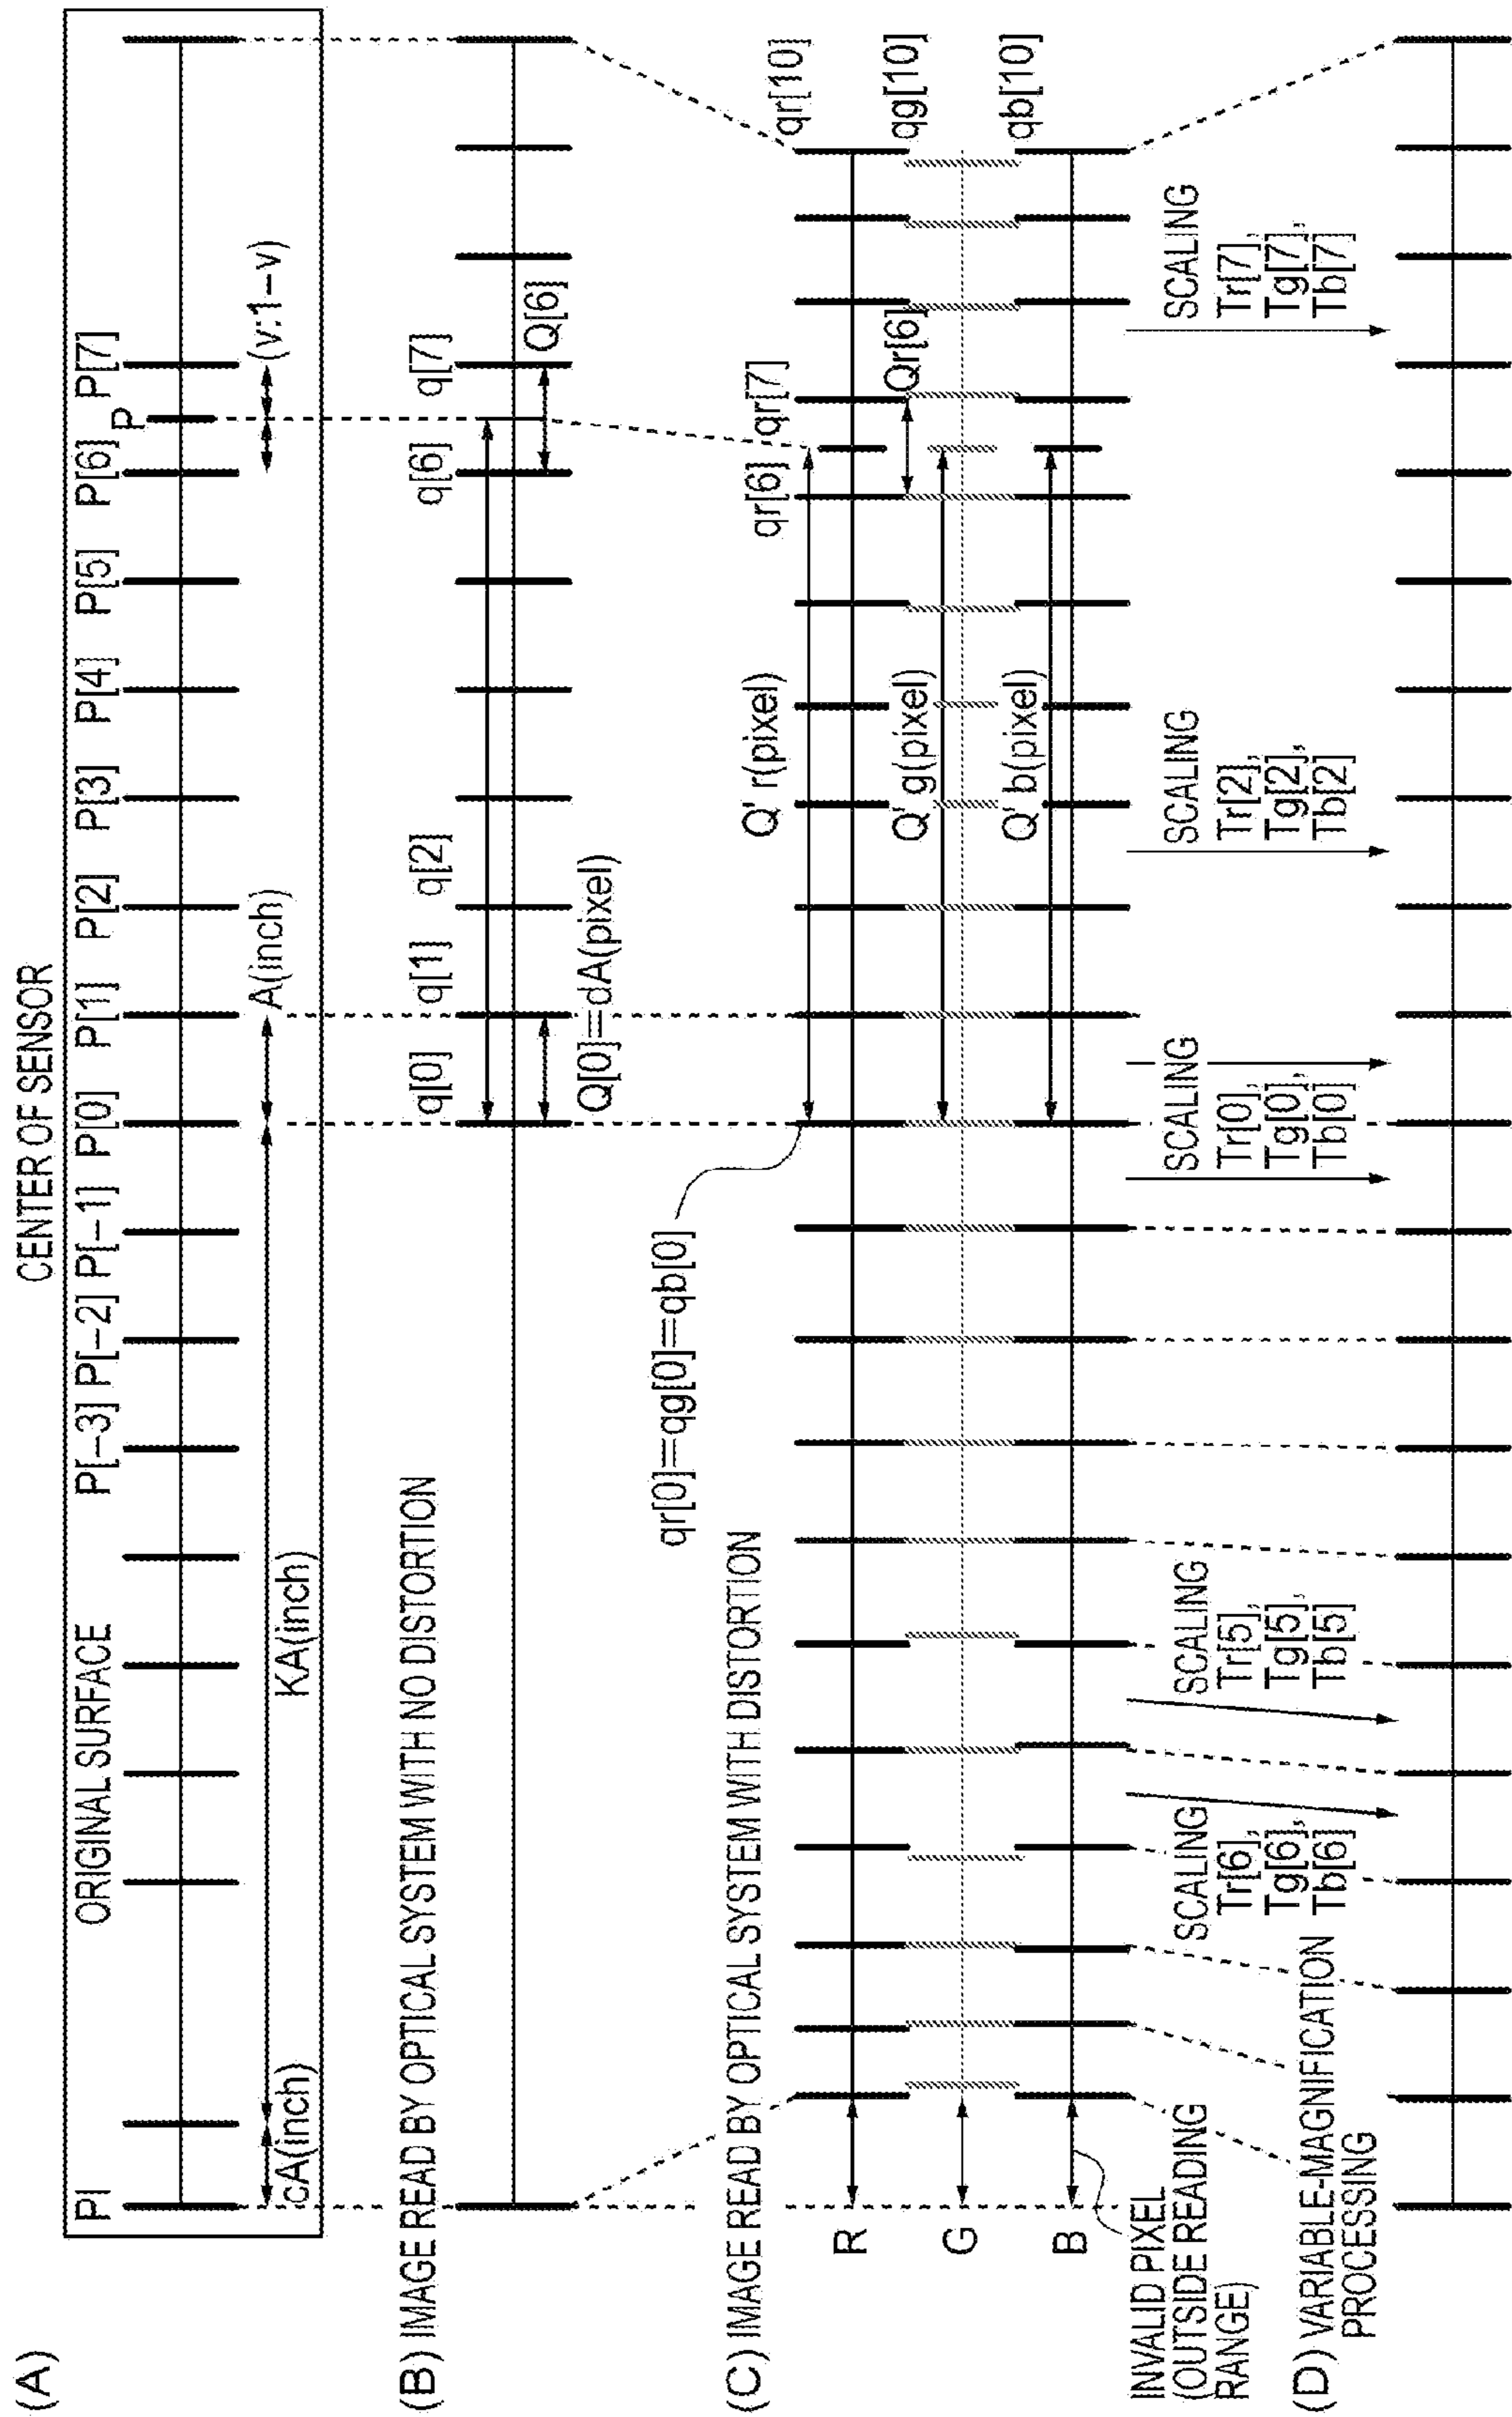 (A)
CENTER OF SENSOR
ORIGINAL SURFACE
PI
P[−3]
P[−2]
P[−1]
P[0]
P[1]
P[2]
P[3]
P[4]
P[5]
P[6]
P
P[7]
cA(inch)
KA(inch)
A(inch)
(v:1−v)
(B) IMAGE READ BY OPTICAL SYSTEM WITH NO DISTORTION
q[0]
q[1]
q[2]
q[6]
q[7]
Q[0]=dA(pixel)
Q[6]
(C) IMAGE READ BY OPTICAL SYSTEM WITH DISTORTION
qr[0]=qg[0]=qb[0]
qr[6]
qr[7]
qr[10]
Q' r(pixel)
Qr[6]
qg[10]
Q' g(pixel)
Q' b(pixel)
qb[10]
R
G
B
INVALID PIXEL
(OUTSIDE READING
RANGE)
SCALING
Tr[6],
Tg[6],
Tb[6]
SCALING
Tr[5],
Tg[5],
Tb[5]
SCALING
Tr[0],
Tg[0],
Tb[0]
SCALING
Tr[2],
Tg[2],
Tb[2]
SCALING
Tr[7],
Tg[7],
Tb[7]
(D) VARIABLE-MAGNIFICATION
PROCESSING